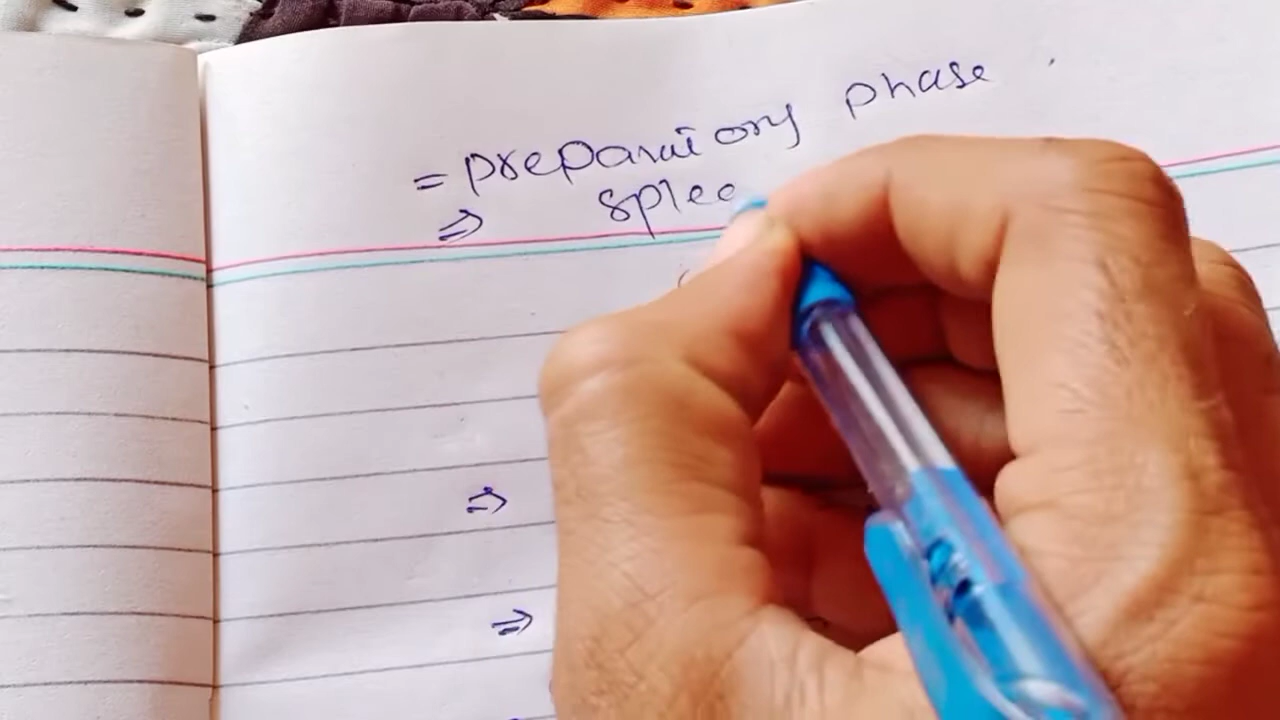 = preparatory phase
⇒ splee
⇒
⇒